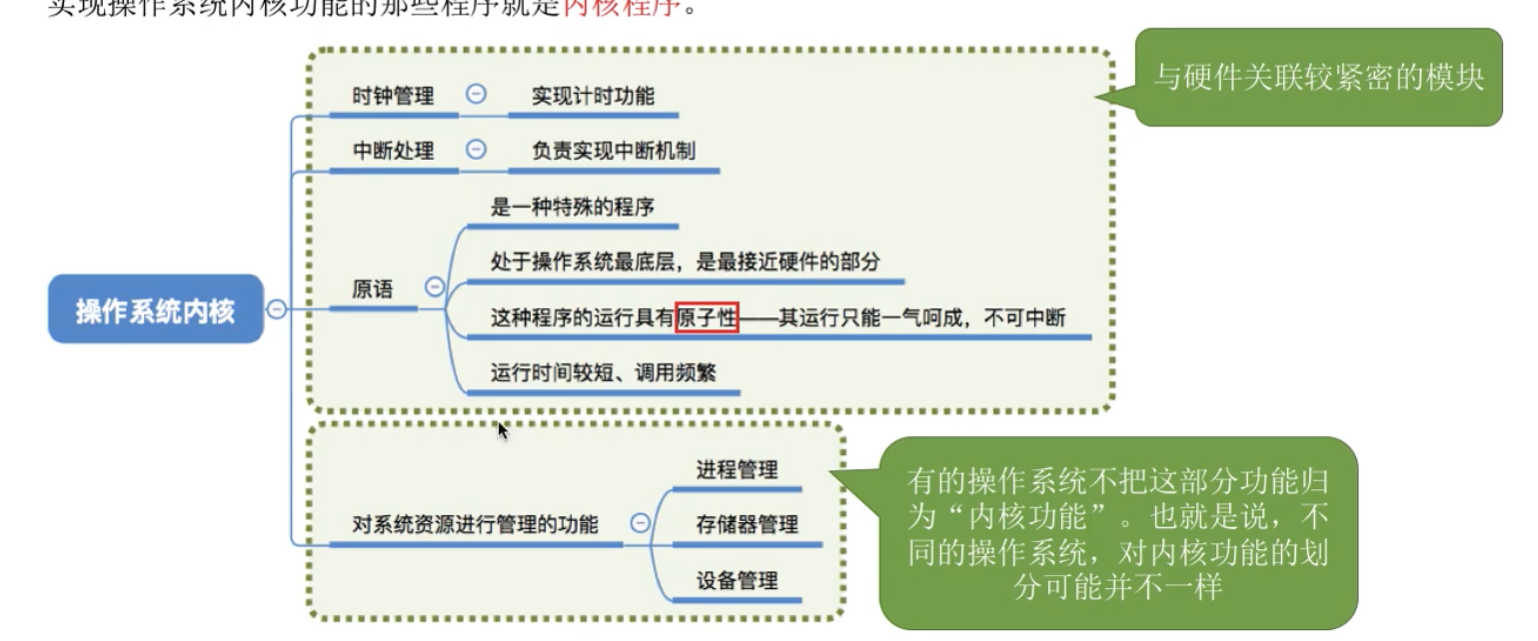 实现操作系统内核功能的那些程序就是内核程序。
与硬件关联较紧密的模块
时钟管理
实现计时功能
中断处理
负责实现中断机制
是一种特殊的程序
处于操作系统最底层，是最接近硬件的部分
原语
操作系统内核
这种程序的运行具有原子性——其运行只能一气呵成，不可中断
运行时间较短、调用频繁
进程管理
对系统资源进行管理的功能
存储器管理
设备管理
有的操作系统不把这部分功能归
为“内核功能”。也就是说，不
同的操作系统，对内核功能的划
分可能并不一样